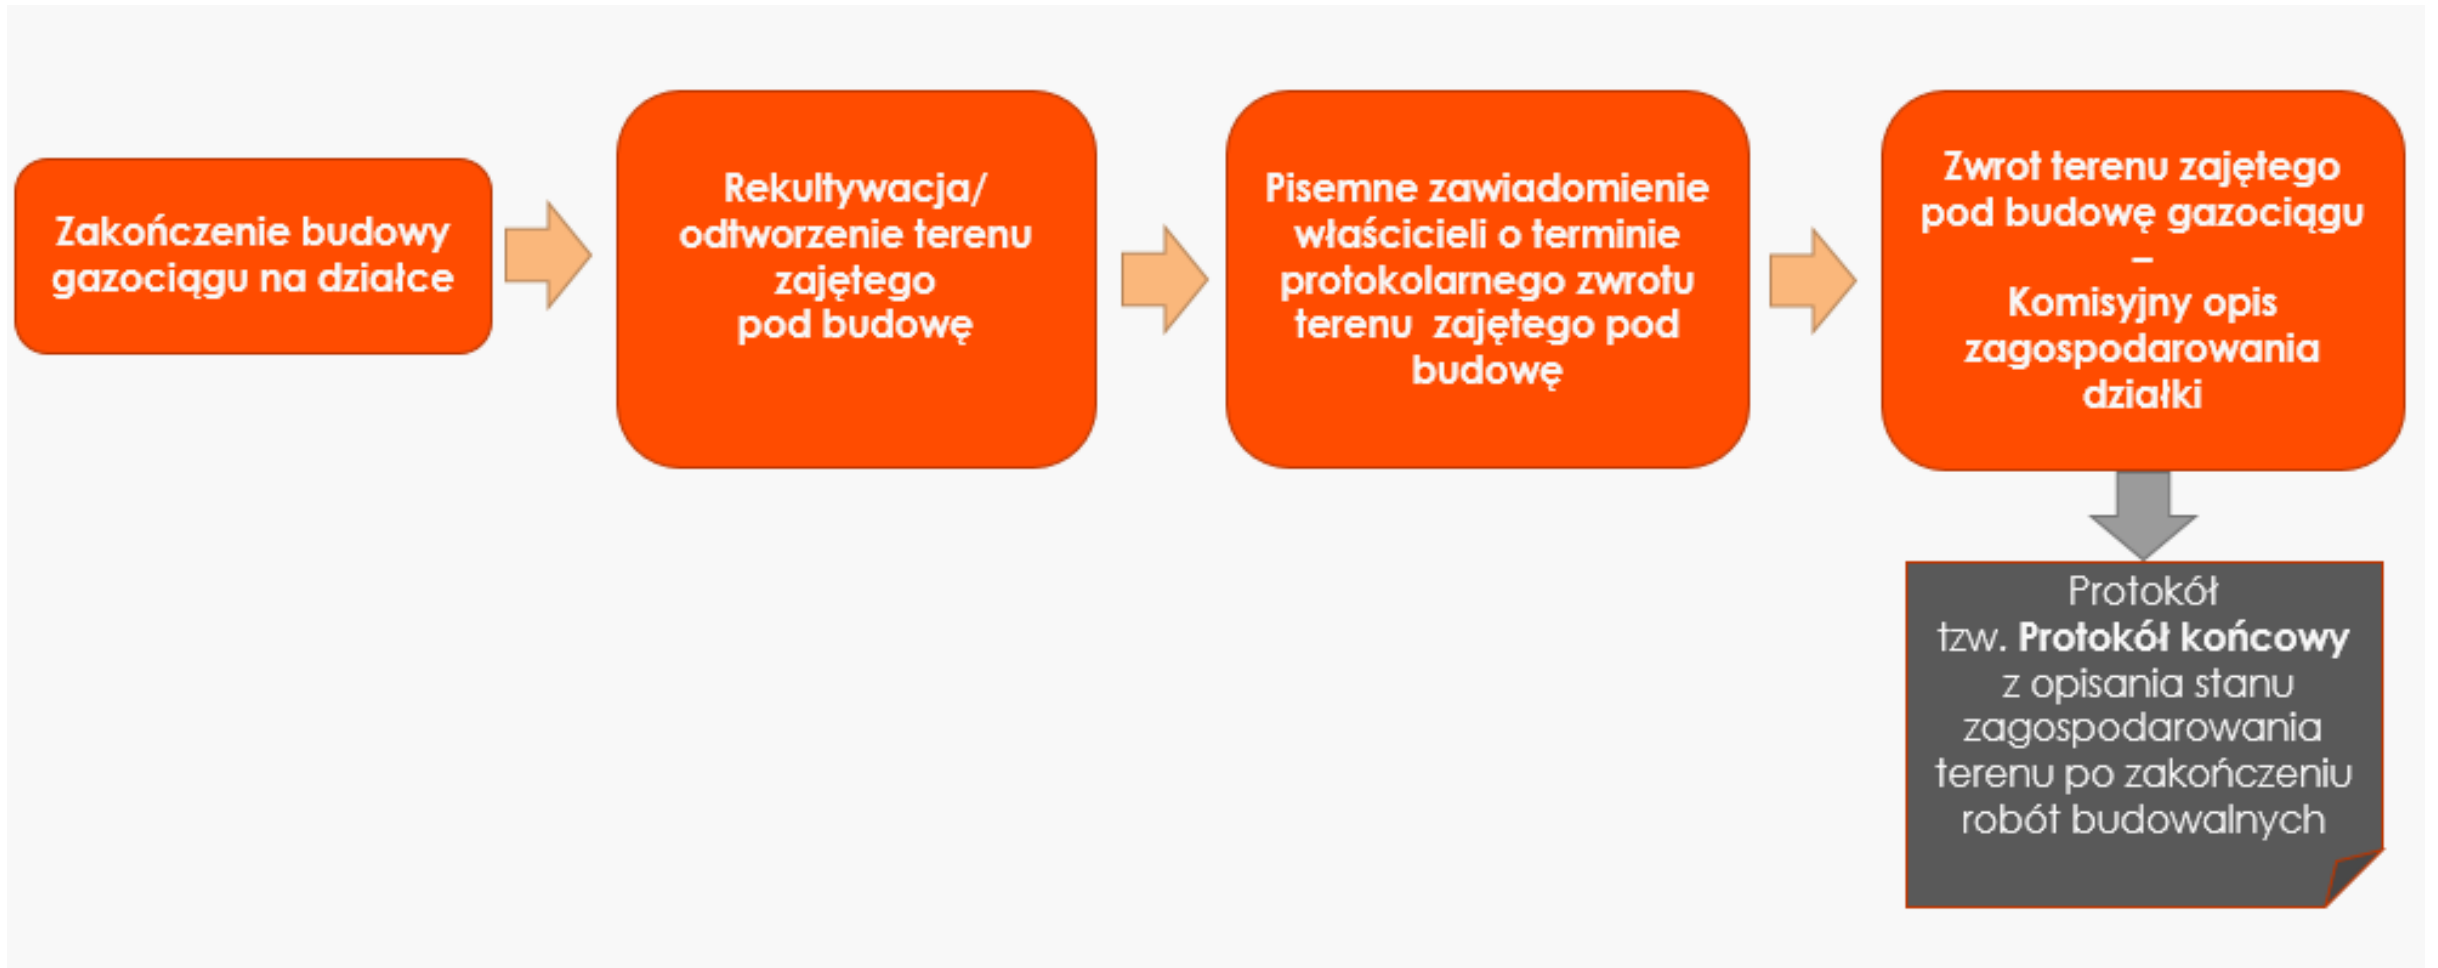 Zakończenie budowy
gazociągu na działce
Rekultywacja/
odtworzenie terenu
zajętego
pod budowę
Pisemne zawiadomienie
właścicieli o terminie
protokolarnego zwrotu
terenu zajętego pod
budowę
Zwrot terenu zajętego
pod budowę gazociągu
–
Komisyjny opis
zagospodarowania
działki
Protokół
tzw. Protokół końcowy
z opisania stanu
zagospodarowania
terenu po zakończeniu
robót budowalnych